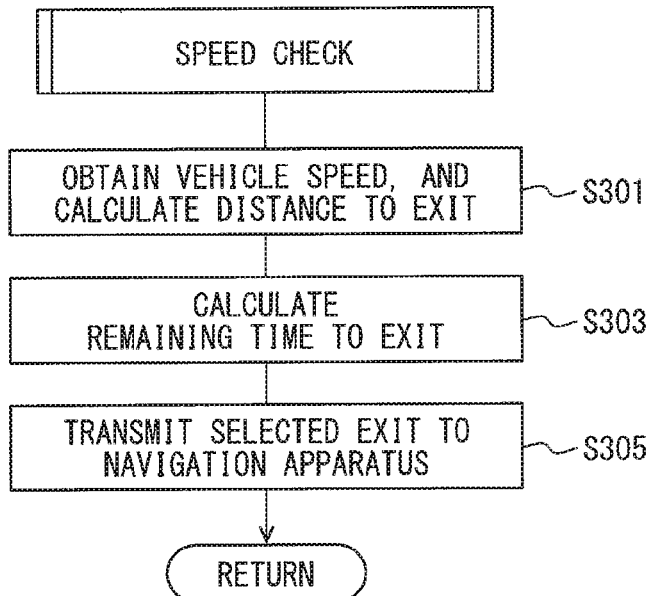 SPEED CHECK
OBTAIN VEHICLE SPEED, AND
CALCULATE DISTANCE TO EXIT
S301
CALCULATE
REMAINING TIME TO EXIT
S303
TRANSMIT SELECTED EXIT TO
NAVIGATION APPARATUS
S305
RETURN